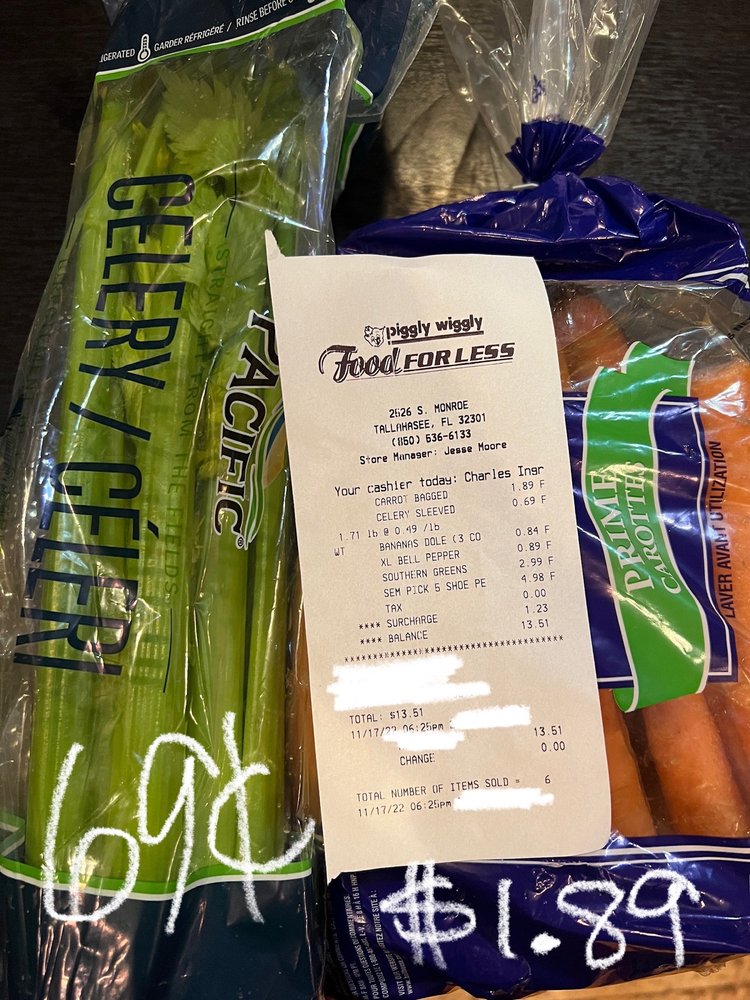 GERATED GARDER RÉFRIGÉRÉ / RINSE BEFORE
CELERY / CÉLERI
STRAIGHT FROM THE FIELDS
PACIFIC®
piggly wiggly
Food FOR LESS
2526 S. MONROE
TALLAHASEE, FL 32301
(850) 536-6133
Store Manager: Jesse Moore
Your cashier today: Charles Ingr
CARROT BAGGED 1.89 F
CELERY SLEEVED 0.69 F
1.71 lb @ 0.49 /lb
WT BANANAS DOLE (3 CO 0.84 F
XL BELL PEPPER 0.89 F
SOUTHERN GREENS 2.99 F
SEM PICK 5 SHOE PE 4.98 F
TAX 0.00
**** SURCHARGE 1.23
**** BALANCE 13.51
TOTAL: $13.51
11/17/22 06:25pm
13.51
CHANGE 0.00
TOTAL NUMBER OF ITEMS SOLD = 6
11/17/22 06:25pm
PRIME
CAROTTES
LAVER AVANT UTILIZATION
69¢
$1.89